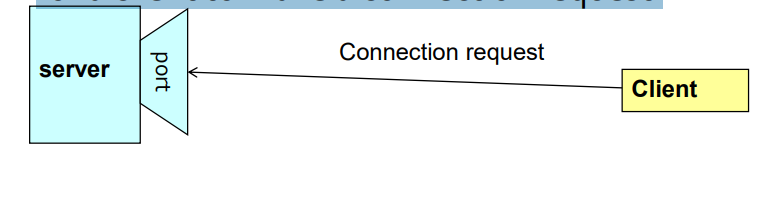 Connection request
server
port
Client